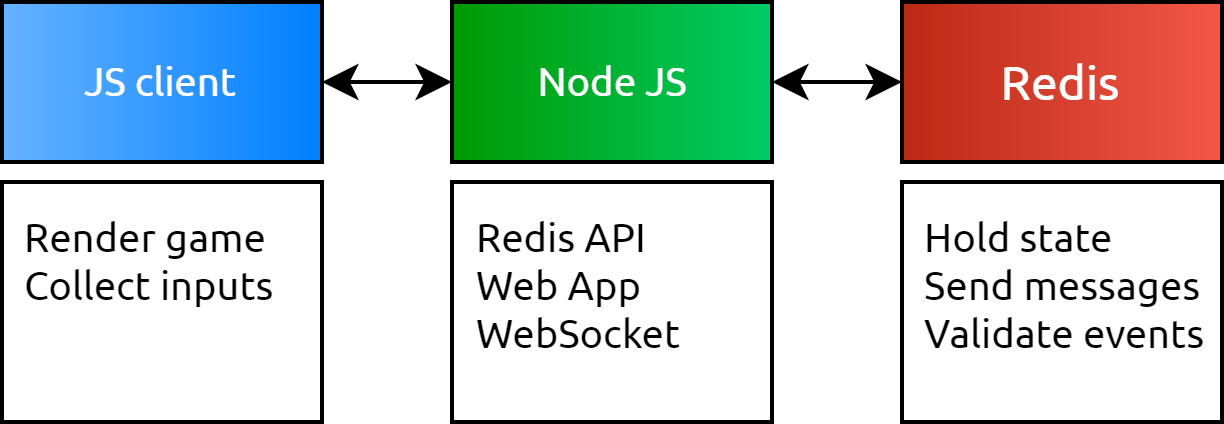 JS client
Node JS
Redis
Render game
Collect inputs
Redis API
Web App
WebSocket
Hold state
Send messages
Validate events